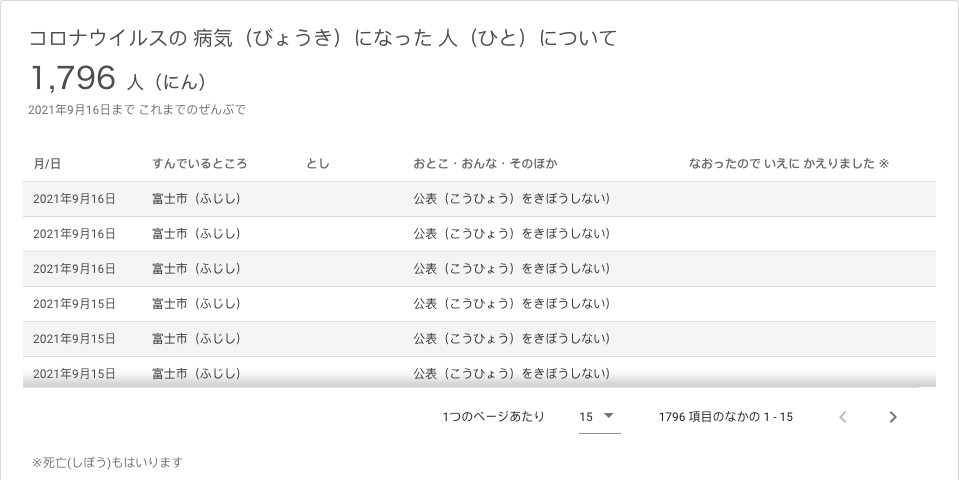 コロナウイルスの 病気（びょうき）になった 人（ひと）について
1,796 人（にん）
2021年9月16日まで これまでのぜんぶで
月/日 すんでいるところ とし おとこ・おんな・そのほか なおったので いえに かえりました ※
2021年9月16日 富士市（ふじし） 公表（こうひょう）をきぼうしない）
2021年9月16日 富士市（ふじし） 公表（こうひょう）をきぼうしない）
2021年9月16日 富士市（ふじし） 公表（こうひょう）をきぼうしない）
2021年9月15日 富士市（ふじし） 公表（こうひょう）をきぼうしない）
2021年9月15日 富士市（ふじし） 公表（こうひょう）をきぼうしない）
2021年9月15日 富士市（ふじし） 公表（こうひょう）をきぼうしない）
1つのページあたり 15 1796 項目のなかの 1 - 15
※死亡(しぼう)もはいります